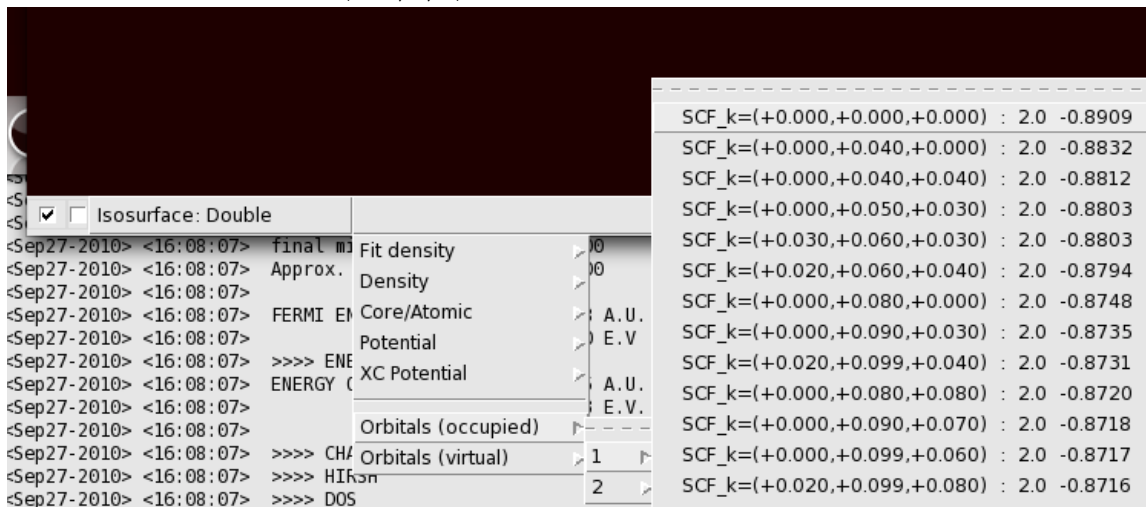 SCF_k=(+0.000,+0.000,+0.000) : 2.0 -0.8909
SCF_k=(+0.000,+0.040,+0.000) : 2.0 -0.8832
SCF_k=(+0.000,+0.040,+0.040) : 2.0 -0.8812
SCF_k=(+0.000,+0.050,+0.030) : 2.0 -0.8803
SCF_k=(+0.030,+0.060,+0.030) : 2.0 -0.8803
SCF_k=(+0.020,+0.060,+0.040) : 2.0 -0.8794
SCF_k=(+0.000,+0.080,+0.000) : 2.0 -0.8748
SCF_k=(+0.000,+0.090,+0.030) : 2.0 -0.8735
SCF_k=(+0.020,+0.099,+0.040) : 2.0 -0.8731
SCF_k=(+0.000,+0.080,+0.080) : 2.0 -0.8720
SCF_k=(+0.000,+0.090,+0.070) : 2.0 -0.8718
SCF_k=(+0.000,+0.099,+0.060) : 2.0 -0.8717
SCF_k=(+0.020,+0.099,+0.080) : 2.0 -0.8716
Isosurface: Double
Fit density
Density
Core/Atomic
Potential
XC Potential
Orbitals (occupied)
Orbitals (virtual)
1
2
<Sep27-2010> <16:08:07> final
<Sep27-2010> <16:08:07> Approx.
<Sep27-2010> <16:08:07>
<Sep27-2010> <16:08:07> FERMI A.U.
<Sep27-2010> <16:08:07> E.V
<Sep27-2010> <16:08:07> >>>>
<Sep27-2010> <16:08:07> ENERGY A.U.
<Sep27-2010> <16:08:07> E.V.
<Sep27-2010> <16:08:07>
<Sep27-2010> <16:08:07> >>>>
<Sep27-2010> <16:08:07> >>>>
<Sep27-2010> <16:08:07> >>>> DOS